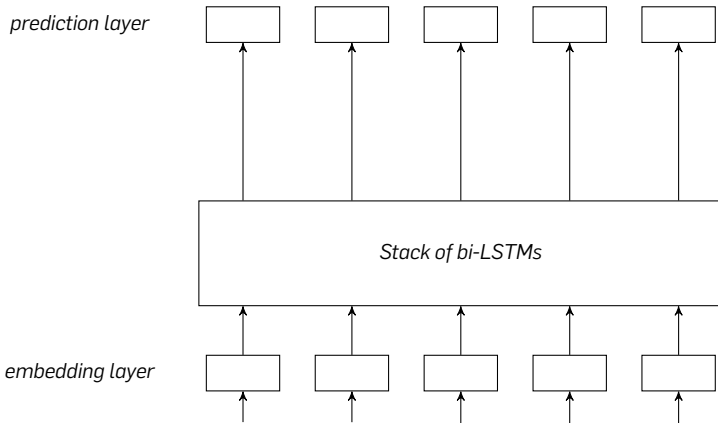 prediction layer
Stack of bi-LSTMs
embedding layer